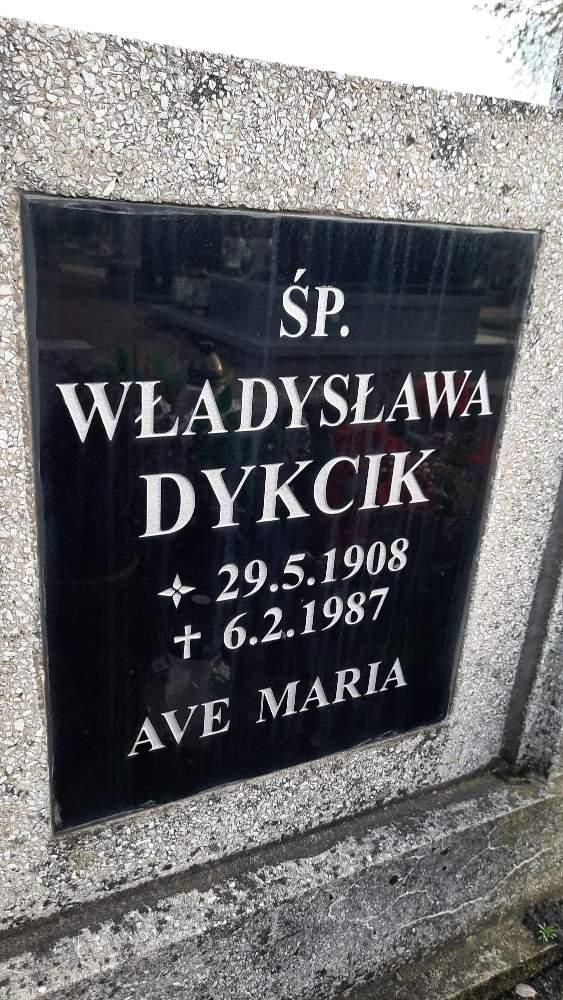 ŚP.
WŁADYSŁAWA
DYKCIK
✧ 29.5.1908
✝ 6.2.1987
AVE MARIA